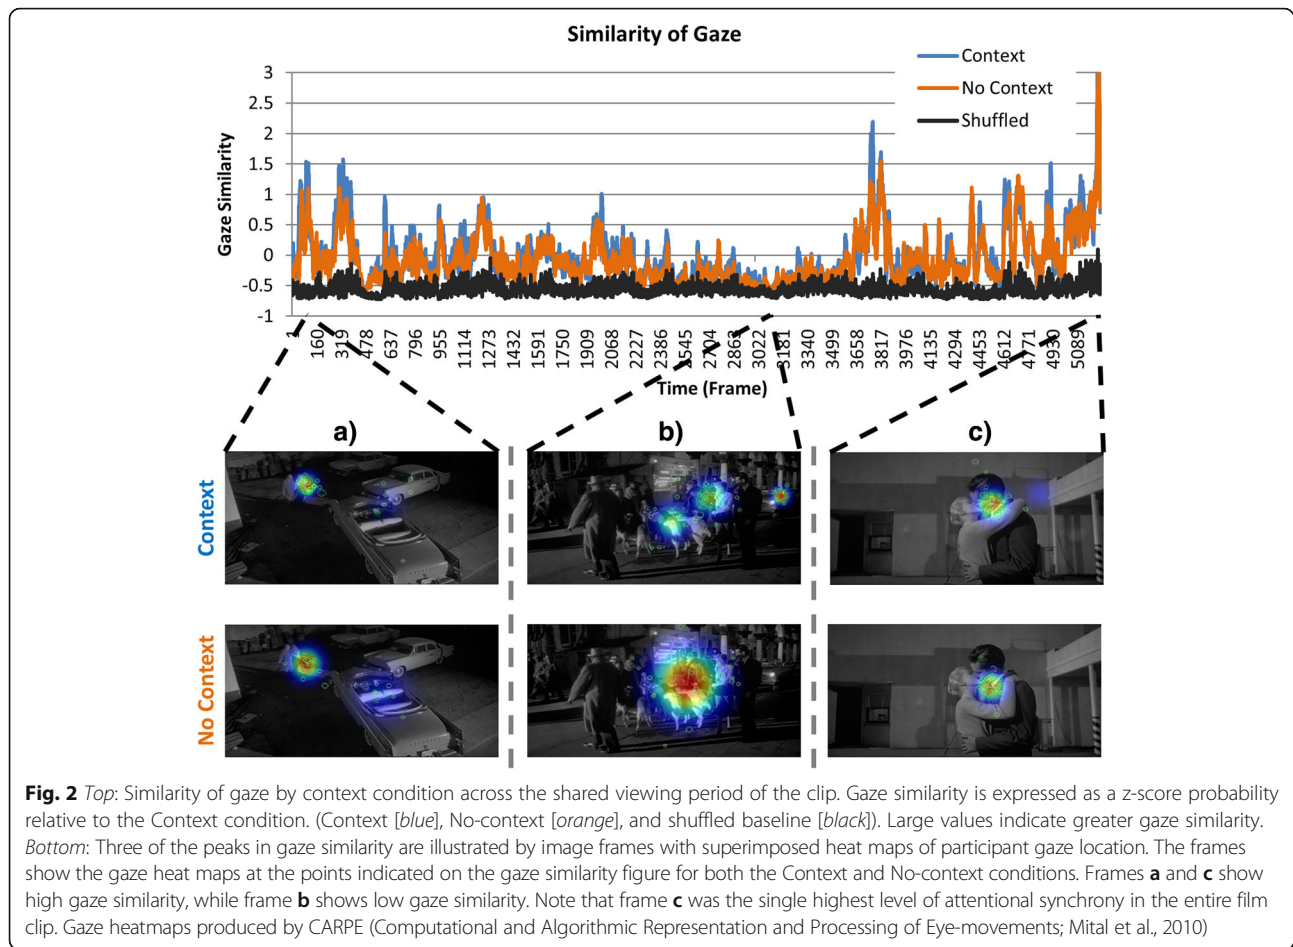 Similarity of Gaze
Context
No Context
Shuffled
Gaze Similarity
3
2.5
2
1.5
1
0.5
0
-0.5
-1
1
160
319
478
637
796
955
1114
1273
1432
1591
1750
1909
2068
2227
2386
2545
2704
2863
3022
3181
3340
3499
3658
3817
3976
4135
4294
4453
4612
4771
4930
5089
Time (Frame)
a)
b)
c)
Context
No Context
Fig. 2 Top: Similarity of gaze by context condition across the shared viewing period of the clip. Gaze similarity is expressed as a z-score probability
relative to the Context condition. (Context [blue], No-context [orange], and shuffled baseline [black]). Large values indicate greater gaze similarity.
Bottom: Three of the peaks in gaze similarity are illustrated by image frames with superimposed heat maps of participant gaze location. The frames
show the gaze heat maps at the points indicated on the gaze similarity figure for both the Context and No-context conditions. Frames a and c show
high gaze similarity, while frame b shows low gaze similarity. Note that frame c was the single highest level of attentional synchrony in the entire film
clip. Gaze heatmaps produced by CARPE (Computational and Algorithmic Representation and Processing of Eye-movements; Mital et al., 2010)